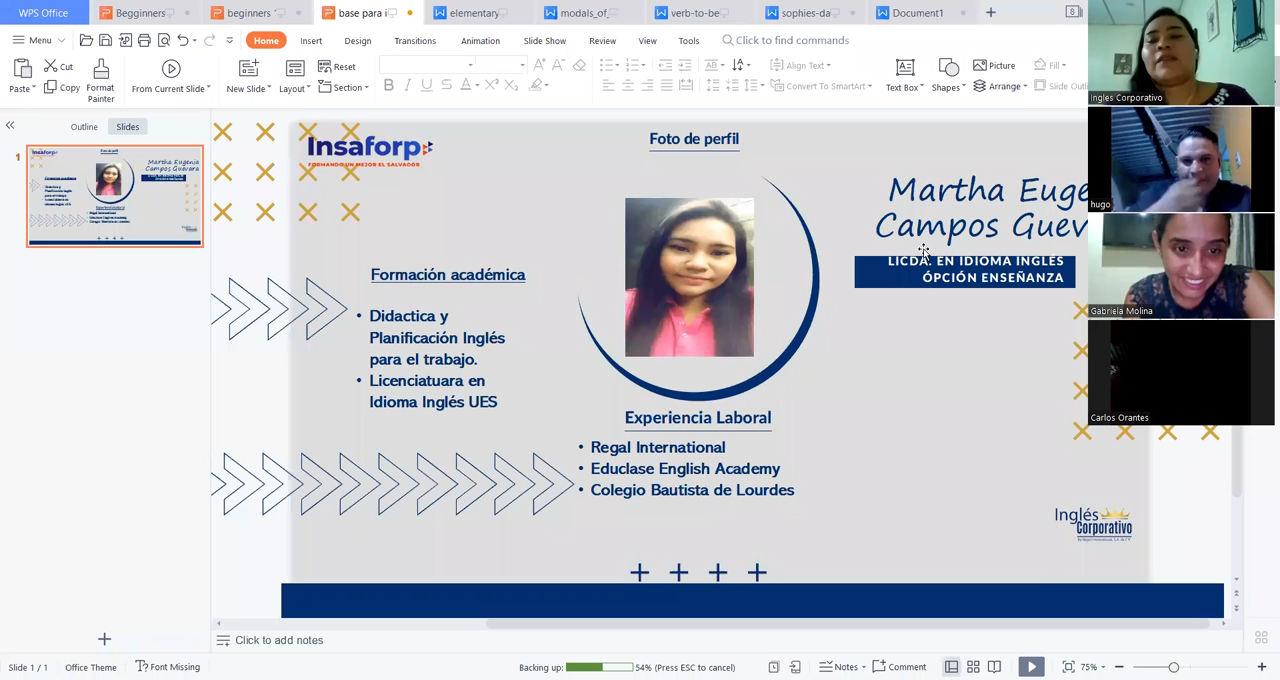 WPS Office
Begginners
beginners
base para i
elementary
modals_of
verb-to-be
sophies-da
Document1
8
Menu
Home
Insert
Design
Transitions
Animation
Slide Show
Review
View
Tools
Click to find commands
Paste
Cut
Copy
Format
Painter
From Current Slide
New Slide
Layout
Reset
Section
Align Text
Convert To SmartArt
Text Box
Shapes
Picture
Arrange
Fill
Slide
Ingles Corporativo
hugo
Gabriela Molina
Carlos Orantes
Outline
Slides
1
Insaforp
FORMANDO UN MEJOR EL SALVADOR
Foto de perfil
Martha Euge
Campos Guev
LICDA. EN IDIOMA INGLES
ÓPCIÓN ENSEÑANZA
Formación académica
• Didactica y
Planificación Inglés
para el trabajo.
• Licenciatuara en
Idioma Inglés UES
Experiencia Laboral
• Regal International
• Educlase English Academy
• Colegio Bautista de Lourdes
Inglés
Corporativo
Click to add notes
Slide 1 / 1
Office Theme
Font Missing
Backing up:
54% (Press ESC to cancel)
Notes
Comment
75%